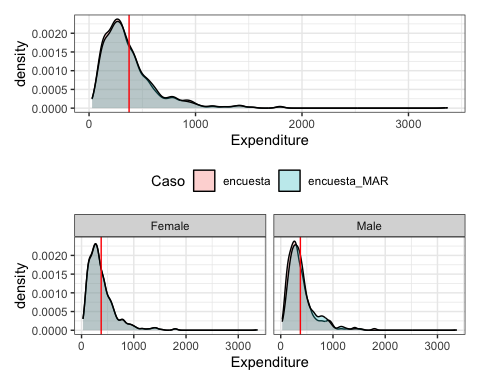 density
0.0020
0.0015
0.0010
0.0005
0.0000
0 1000 2000 3000
Expenditure
Caso encuesta encuesta_MAR
Female Male
density
0.0020
0.0015
0.0010
0.0005
0.0000
0 1000 2000 3000 0 1000 2000 3000
Expenditure